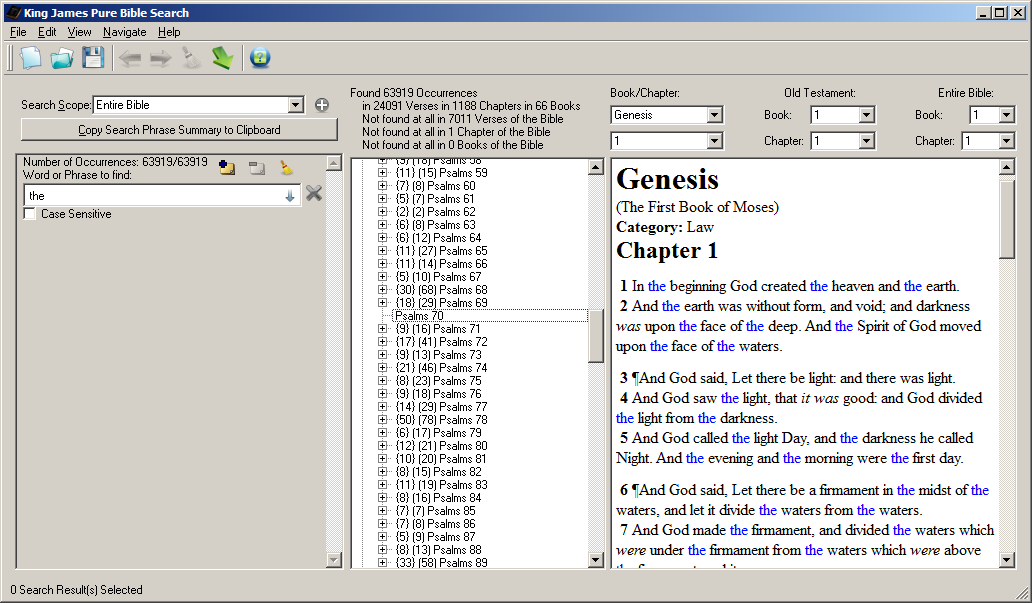 King James Pure Bible Search
File Edit View Navigate Help
Search Scope: Entire Bible
Copy Search Phrase Summary to Clipboard
Number of Occurrences: 63919/63919
Word or Phrase to find:
the
Case Sensitive
Found 63919 Occurrences
in 24091 Verses in 1188 Chapters in 66 Books
Not found at all in 7011 Verses of the Bible
Not found at all in 1 Chapter of the Bible
Not found at all in 0 Books of the Bible
{9} (18) Psalms 58
{11} (15) Psalms 59
{7} (8) Psalms 60
{5} (7) Psalms 61
{2} (2) Psalms 62
{6} (8) Psalms 63
{6} (12) Psalms 64
{11} (27) Psalms 65
{11} (14) Psalms 66
{5} (10) Psalms 67
{30} (68) Psalms 68
{18} (29) Psalms 69
Psalms 70
{9} (16) Psalms 71
{17} (41) Psalms 72
{9} (13) Psalms 73
{21} (46) Psalms 74
{8} (23) Psalms 75
{9} (18) Psalms 76
{14} (29) Psalms 77
{50} (78) Psalms 78
{6} (17) Psalms 79
{12} (21) Psalms 80
{10} (20) Psalms 81
{8} (15) Psalms 82
{11} (19) Psalms 83
{8} (16) Psalms 84
{7} (7) Psalms 85
{7} (8) Psalms 86
{5} (9) Psalms 87
{8} (13) Psalms 88
{33} (58) Psalms 89
Book/Chapter: Old Testament: Entire Bible:
Genesis Book: 1 Book: 1
1 Chapter: 1 Chapter: 1
Genesis
(The First Book of Moses)
Category: Law
Chapter 1
1 In the beginning God created the heaven and the earth.
2 And the earth was without form, and void; and darkness
was upon the face of the deep. And the Spirit of God moved
upon the face of the waters.
3 ¶And God said, Let there be light: and there was light.
4 And God saw the light, that it was good: and God divided
the light from the darkness.
5 And God called the light Day, and the darkness he called
Night. And the evening and the morning were the first day.
6 ¶And God said, Let there be a firmament in the midst of the
waters, and let it divide the waters from the waters.
7 And God made the firmament, and divided the waters which
were under the firmament from the waters which were above
0 Search Result(s) Selected